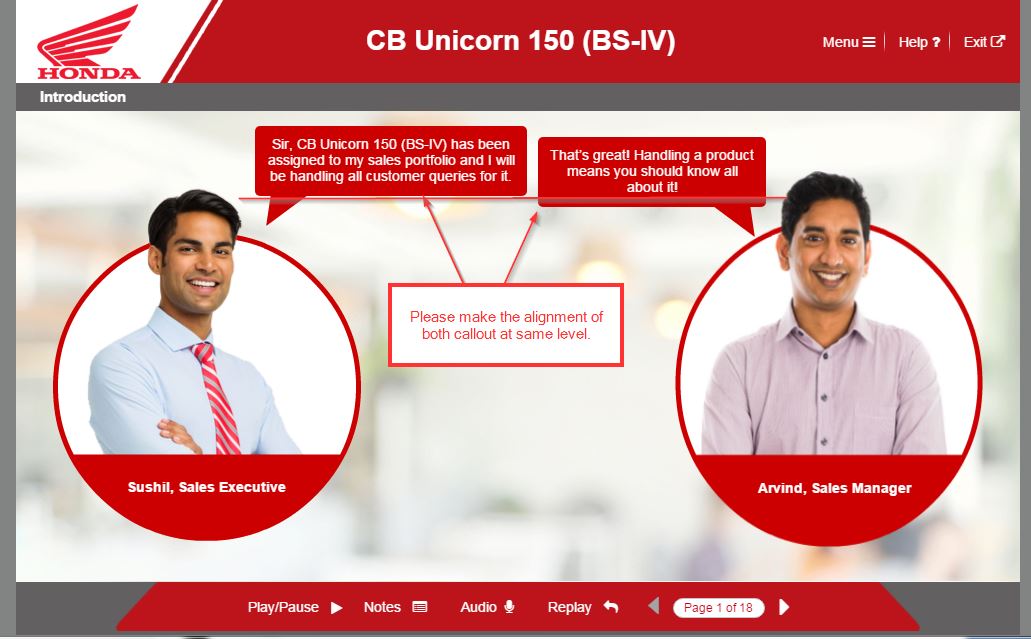 HONDA
CB Unicorn 150 (BS-IV)
Menu
Help ?
Exit
Introduction
Sir, CB Unicorn 150 (BS-IV) has been
assigned to my sales portfolio and I will
be handling all customer queries for it.
That's great! Handling a product
means you should know all
about it!
Please make the alignment of
both callout at same level.
Sushil, Sales Executive
Arvind, Sales Manager
Play/Pause
Notes
Audio
Replay
Page 1 of 18